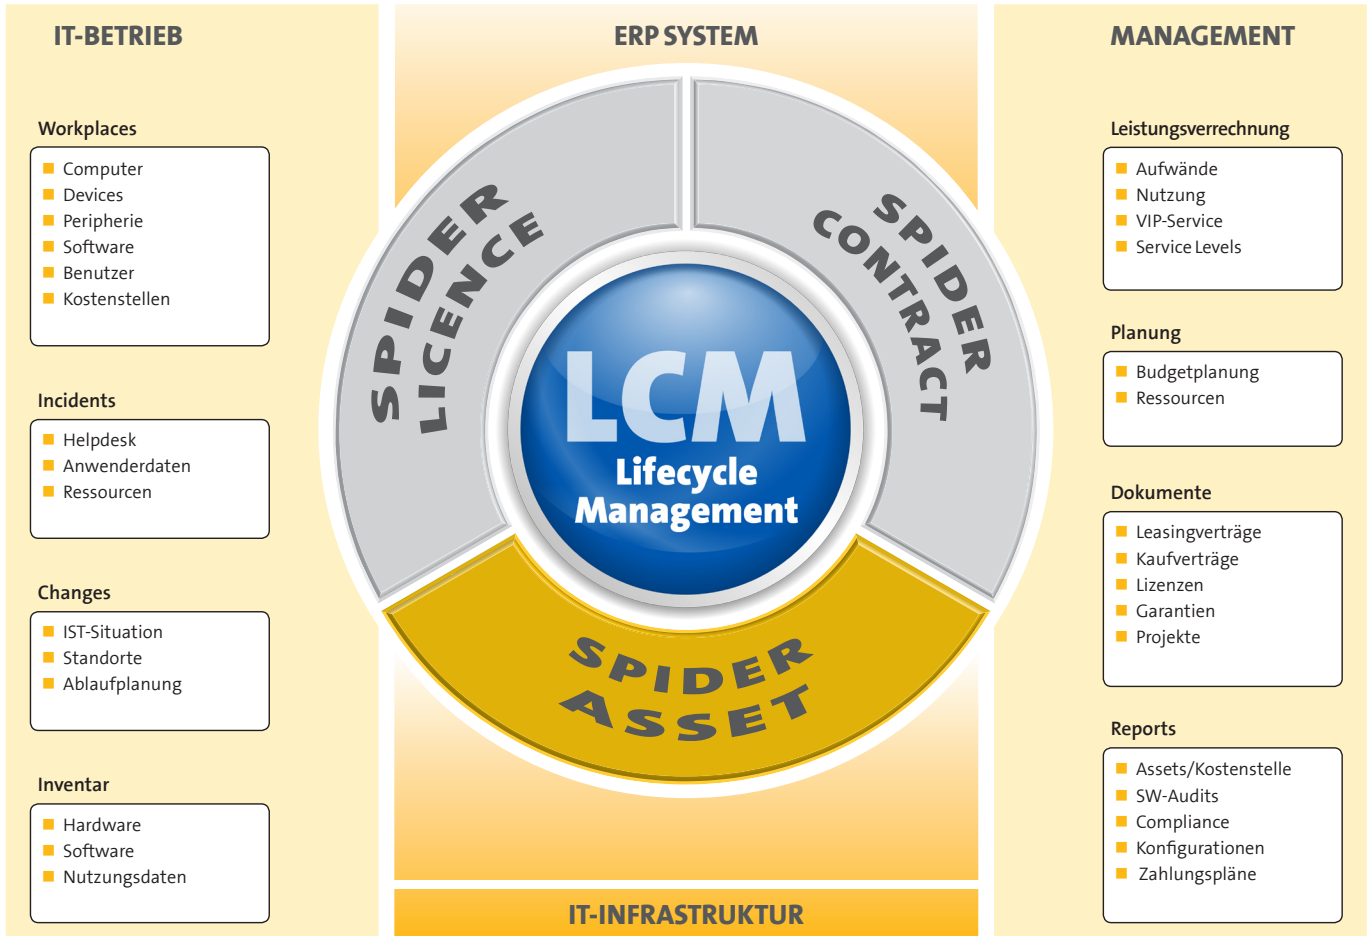 IT-BETRIEB
Workplaces
Computer
Devices
Peripherie
Software
Benutzer
Kostenstellen
Incidents
Helpdesk
Anwenderdaten
Ressourcen
Changes
IST-Situation
Standorte
Ablaufplanung
Inventar
Hardware
Software
Nutzungsdaten
ERP SYSTEM
SPIDER
LICENCE
SPIDER
CONTRACT
LCM
Lifecycle
Management
SPIDER
ASSET
IT-INFRASTRUKTUR
MANAGEMENT
Leistungsverrechnung
Aufwände
Nutzung
VIP-Service
Service Levels
Planung
Budgetplanung
Ressourcen
Dokumente
Leasingverträge
Kaufverträge
Lizenzen
Garantien
Projekte
Reports
Assets/Kostenstelle
SW-Audits
Compliance
Konfigurationen
Zahlungspläne